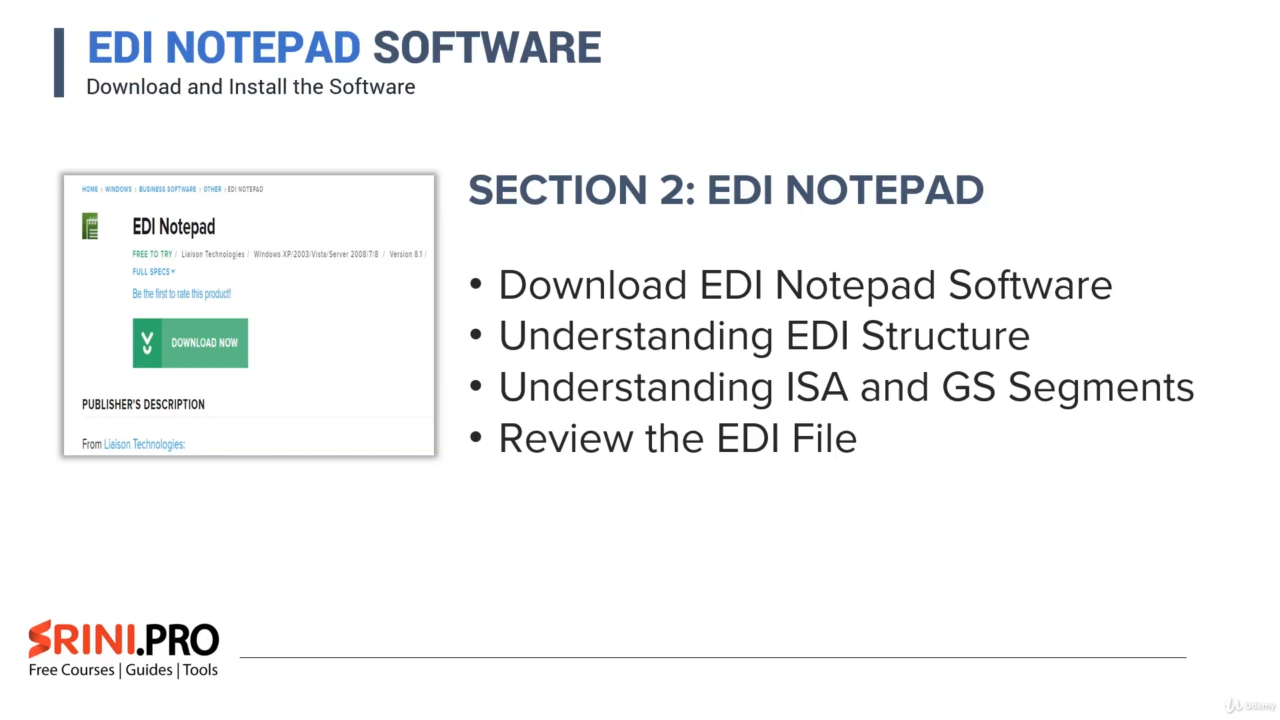 EDI NOTEPAD SOFTWARE
Download and Install the Software
HOME | WINDOWS | BUSINESS SOFTWARE | OTHER | EDI NOTEPAD
EDI Notepad
FREE TO TRY / Liaison Technologies / Windows XP/2003/Vista/Server 2008/7/8 / Version 8.1 /
FULL SPECS
Be the first to rate this product!
DOWNLOAD NOW
PUBLISHER'S DESCRIPTION
From Liaison Technologies:
SECTION 2: EDI NOTEPAD
• Download EDI Notepad Software
• Understanding EDI Structure
• Understanding ISA and GS Segments
• Review the EDI File
SRINI.PRO
Free Courses | Guides | Tools
Udemy